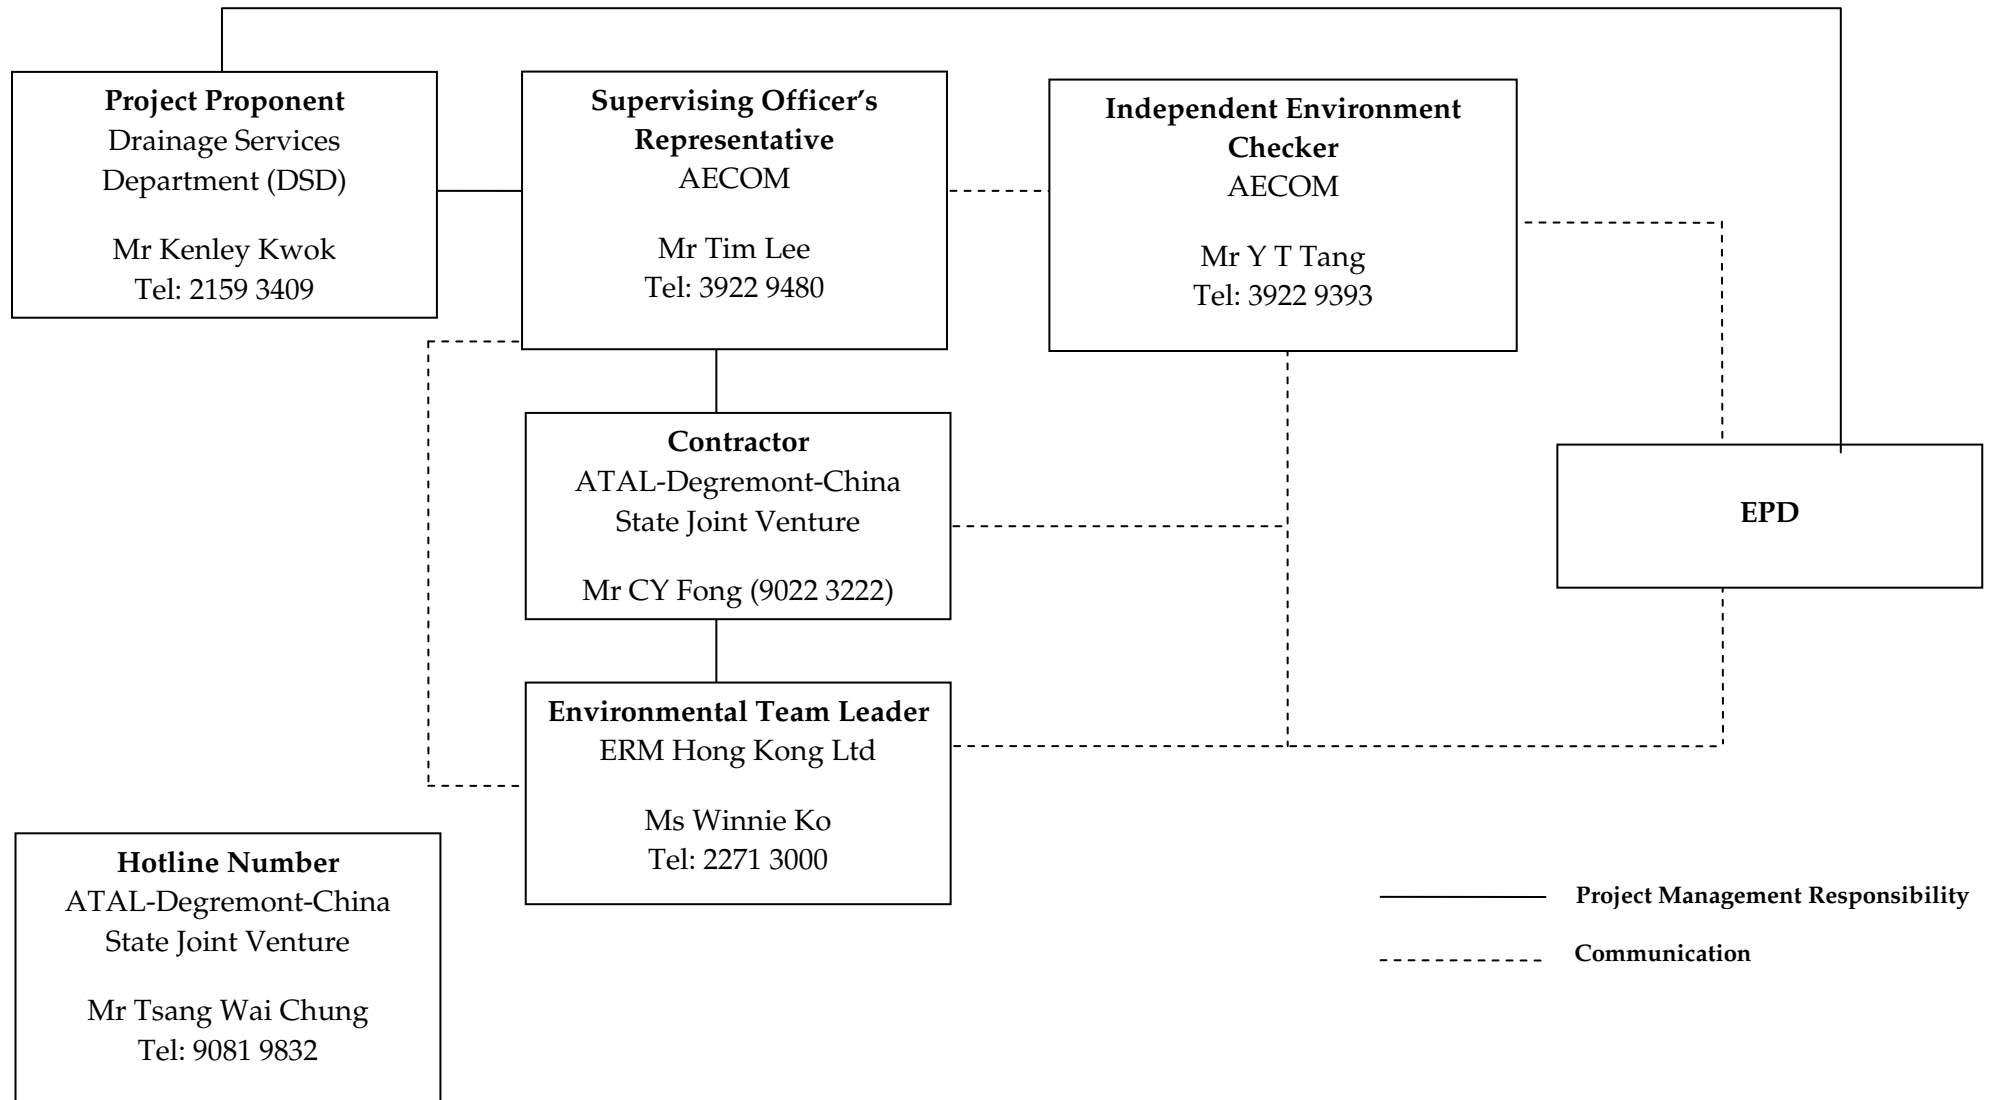 Project Proponent
Drainage Services
Department (DSD)
Mr Kenley Kwok
Tel: 2159 3409
Supervising Officer’s
Representative
AECOM
Mr Tim Lee
Tel: 3922 9480
Independent Environment
Checker
AECOM
Mr Y T Tang
Tel: 3922 9393
Contractor
ATAL-Degremont-China
State Joint Venture
Mr CY Fong (9022 3222)
EPD
Environmental Team Leader
ERM Hong Kong Ltd
Ms Winnie Ko
Tel: 2271 3000
Hotline Number
ATAL-Degremont-China
State Joint Venture
Mr Tsang Wai Chung
Tel: 9081 9832
Project Management Responsibility
Communication